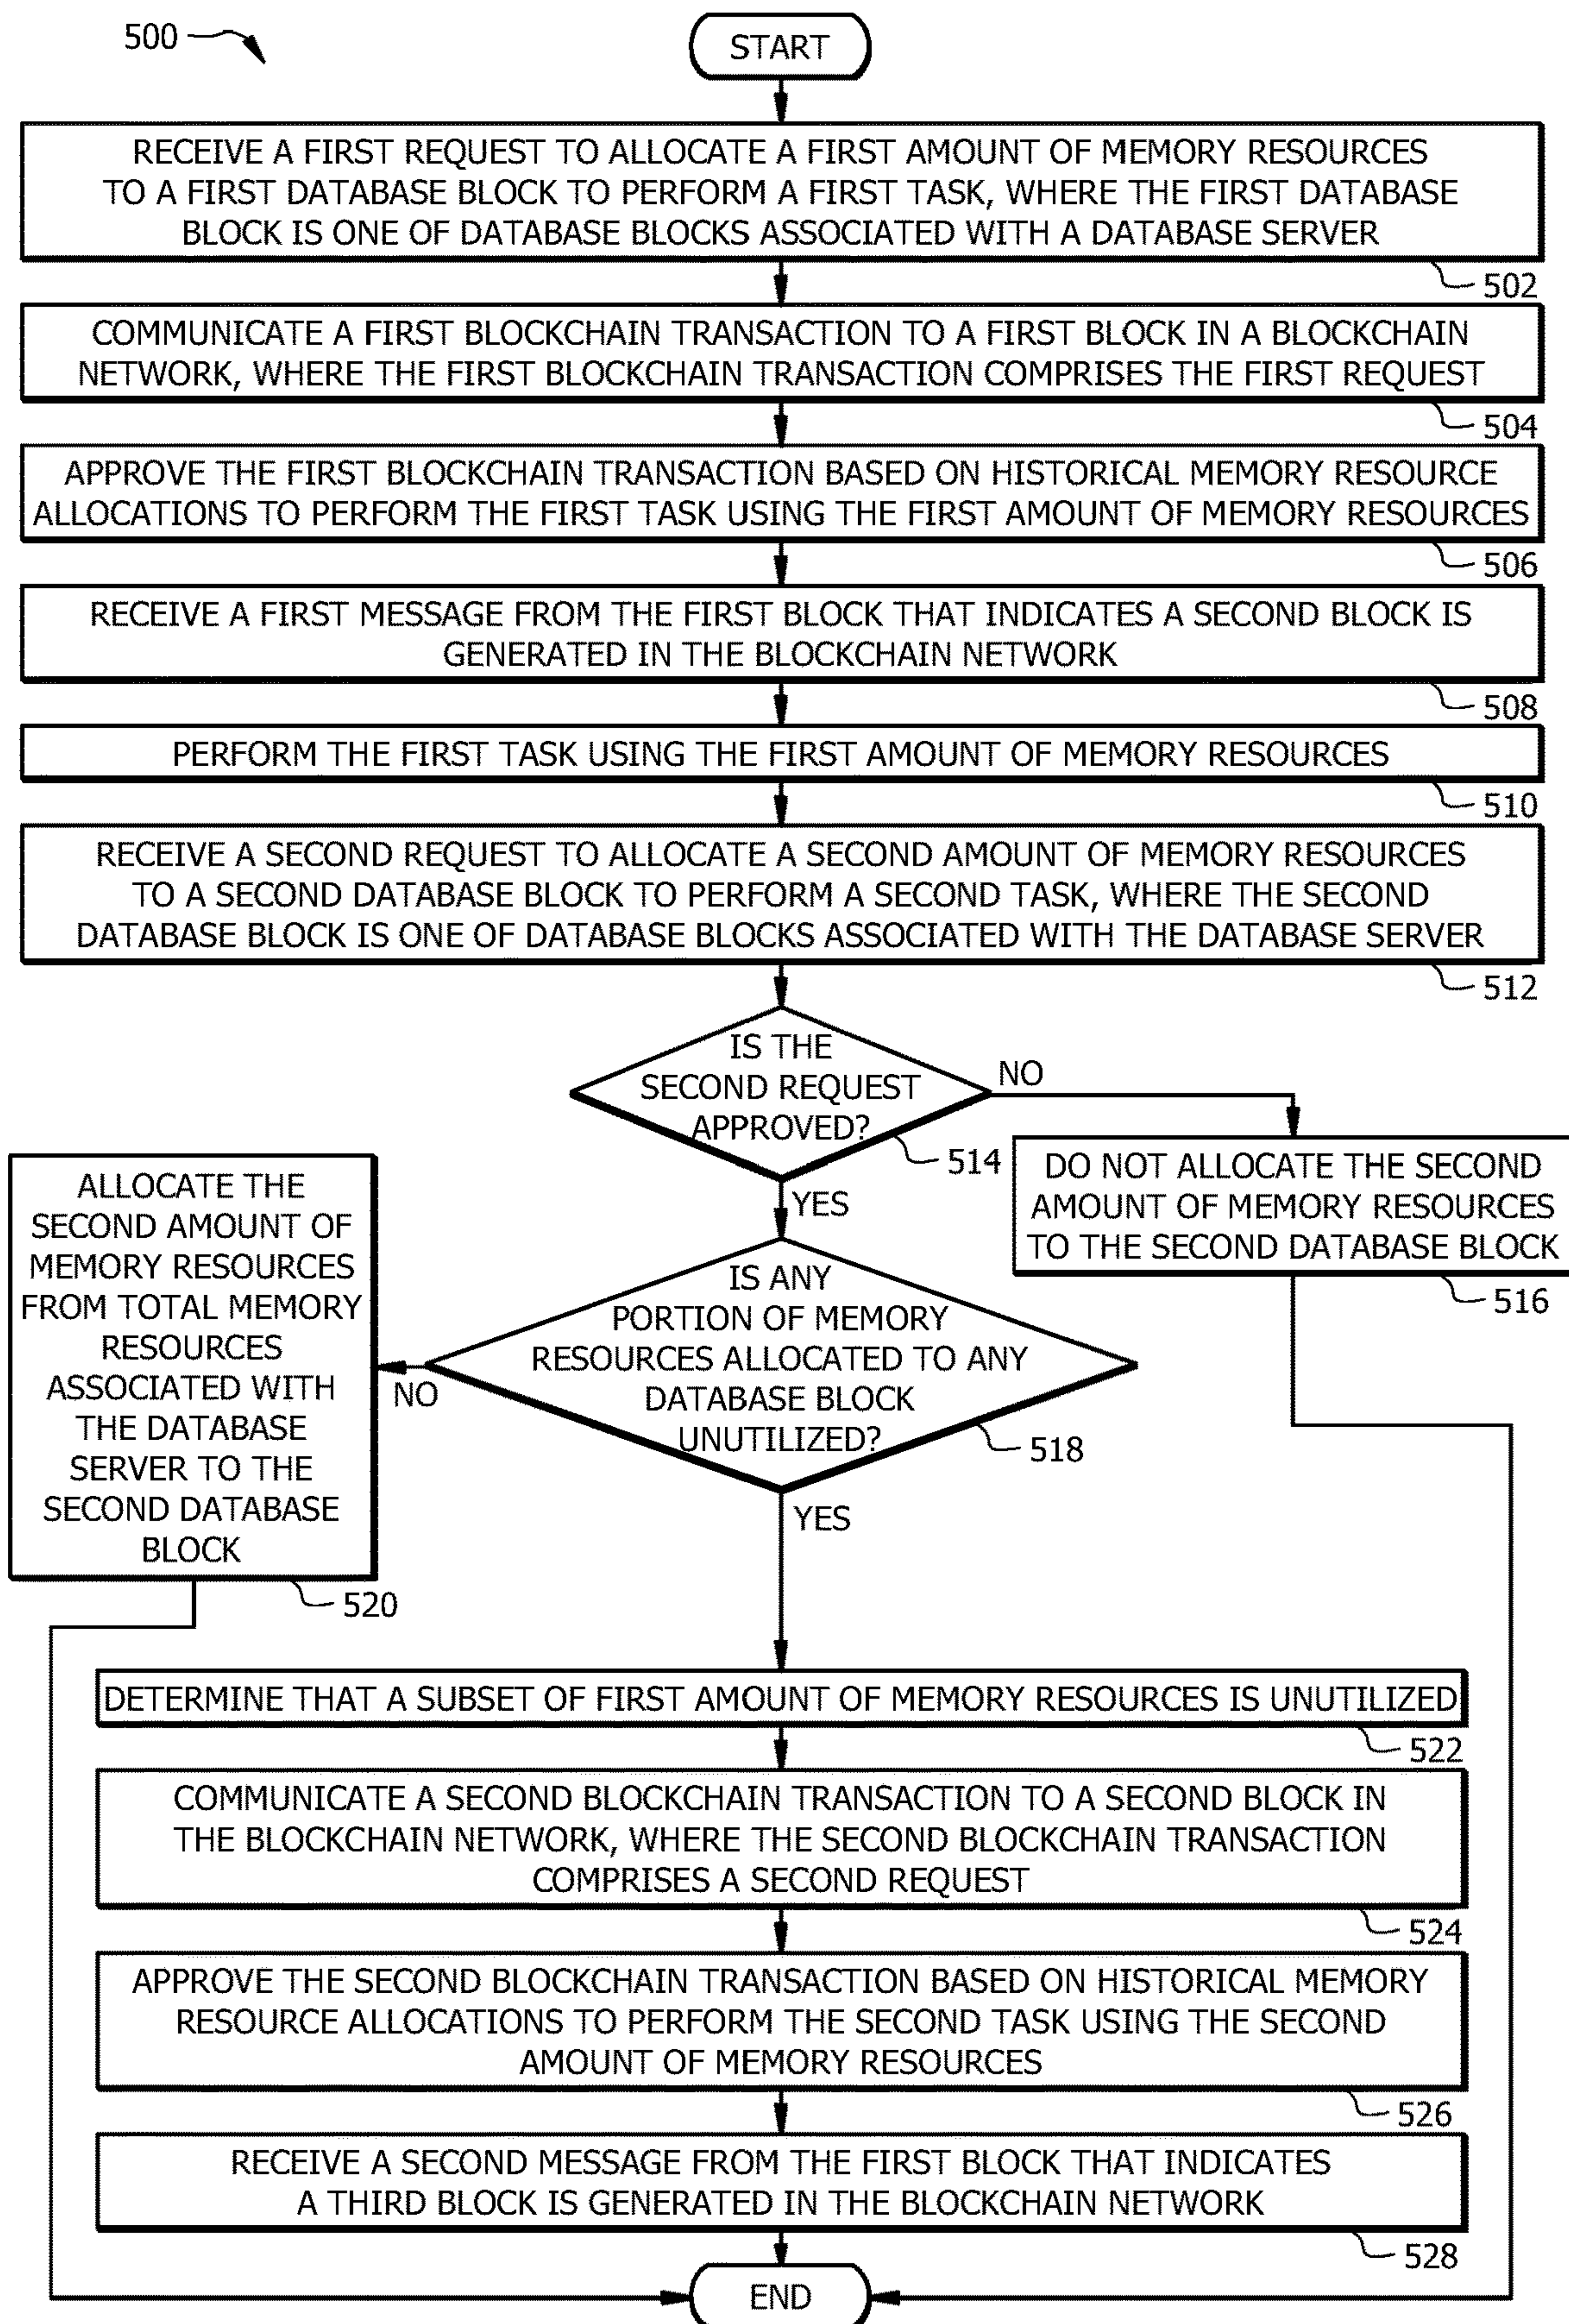 500
START
RECEIVE A FIRST REQUEST TO ALLOCATE A FIRST AMOUNT OF MEMORY RESOURCES
TO A FIRST DATABASE BLOCK TO PERFORM A FIRST TASK, WHERE THE FIRST DATABASE
BLOCK IS ONE OF DATABASE BLOCKS ASSOCIATED WITH A DATABASE SERVER
502
COMMUNICATE A FIRST BLOCKCHAIN TRANSACTION TO A FIRST BLOCK IN A BLOCKCHAIN
NETWORK, WHERE THE FIRST BLOCKCHAIN TRANSACTION COMPRISES THE FIRST REQUEST
504
APPROVE THE FIRST BLOCKCHAIN TRANSACTION BASED ON HISTORICAL MEMORY RESOURCE
ALLOCATIONS TO PERFORM THE FIRST TASK USING THE FIRST AMOUNT OF MEMORY RESOURCES
506
RECEIVE A FIRST MESSAGE FROM THE FIRST BLOCK THAT INDICATES A SECOND BLOCK IS
GENERATED IN THE BLOCKCHAIN NETWORK
508
PERFORM THE FIRST TASK USING THE FIRST AMOUNT OF MEMORY RESOURCES
510
RECEIVE A SECOND REQUEST TO ALLOCATE A SECOND AMOUNT OF MEMORY RESOURCES
TO A SECOND DATABASE BLOCK TO PERFORM A SECOND TASK, WHERE THE SECOND
DATABASE BLOCK IS ONE OF DATABASE BLOCKS ASSOCIATED WITH THE DATABASE SERVER
512
IS THE
SECOND REQUEST
APPROVED?
514
NO
YES
DO NOT ALLOCATE THE SECOND
AMOUNT OF MEMORY RESOURCES
TO THE SECOND DATABASE BLOCK
516
IS ANY
PORTION OF MEMORY
RESOURCES ALLOCATED TO ANY
DATABASE BLOCK
UNUTILIZED?
518
NO
YES
ALLOCATE THE
SECOND AMOUNT OF
MEMORY RESOURCES
FROM TOTAL MEMORY
RESOURCES
ASSOCIATED WITH
THE DATABASE
SERVER TO THE
SECOND DATABASE
BLOCK
520
DETERMINE THAT A SUBSET OF FIRST AMOUNT OF MEMORY RESOURCES IS UNUTILIZED
522
COMMUNICATE A SECOND BLOCKCHAIN TRANSACTION TO A SECOND BLOCK IN
THE BLOCKCHAIN NETWORK, WHERE THE SECOND BLOCKCHAIN TRANSACTION
COMPRISES A SECOND REQUEST
524
APPROVE THE SECOND BLOCKCHAIN TRANSACTION BASED ON HISTORICAL MEMORY
RESOURCE ALLOCATIONS TO PERFORM THE SECOND TASK USING THE SECOND
AMOUNT OF MEMORY RESOURCES
526
RECEIVE A SECOND MESSAGE FROM THE FIRST BLOCK THAT INDICATES
A THIRD BLOCK IS GENERATED IN THE BLOCKCHAIN NETWORK
528
END